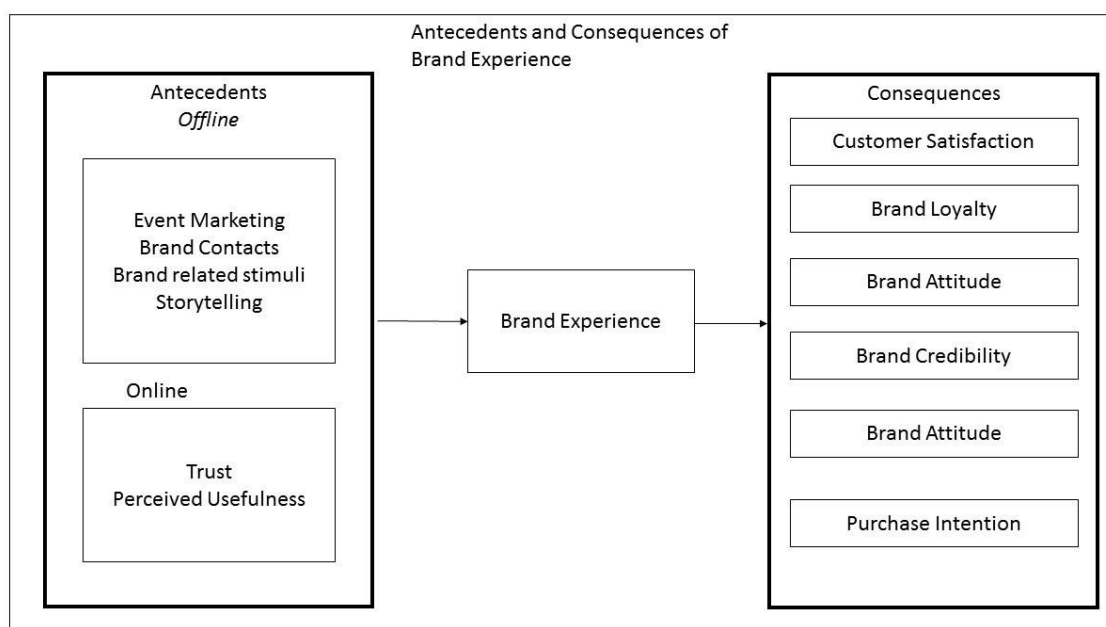 Antecedents and Consequences of
Brand Experience
Antecedents
Offline
Event Marketing
Brand Contacts
Brand related stimuli
Storytelling
Online
Trust
Perceived Usefulness
Brand Experience
Consequences
Customer Satisfaction
Brand Loyalty
Brand Attitude
Brand Credibility
Brand Attitude
Purchase Intention